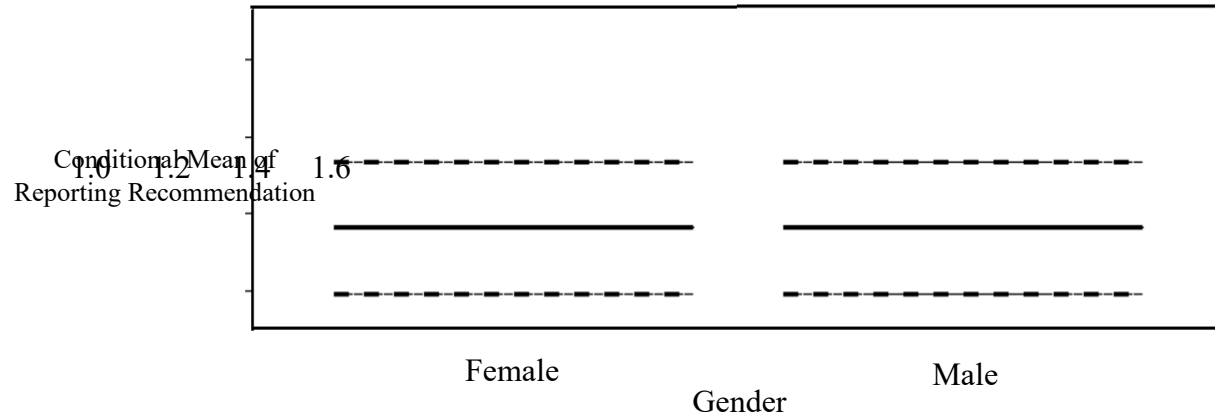 Conditional Mean of
1.0 1.2 1.4 1.6
Reporting Recommendation
Female
Male
Gender